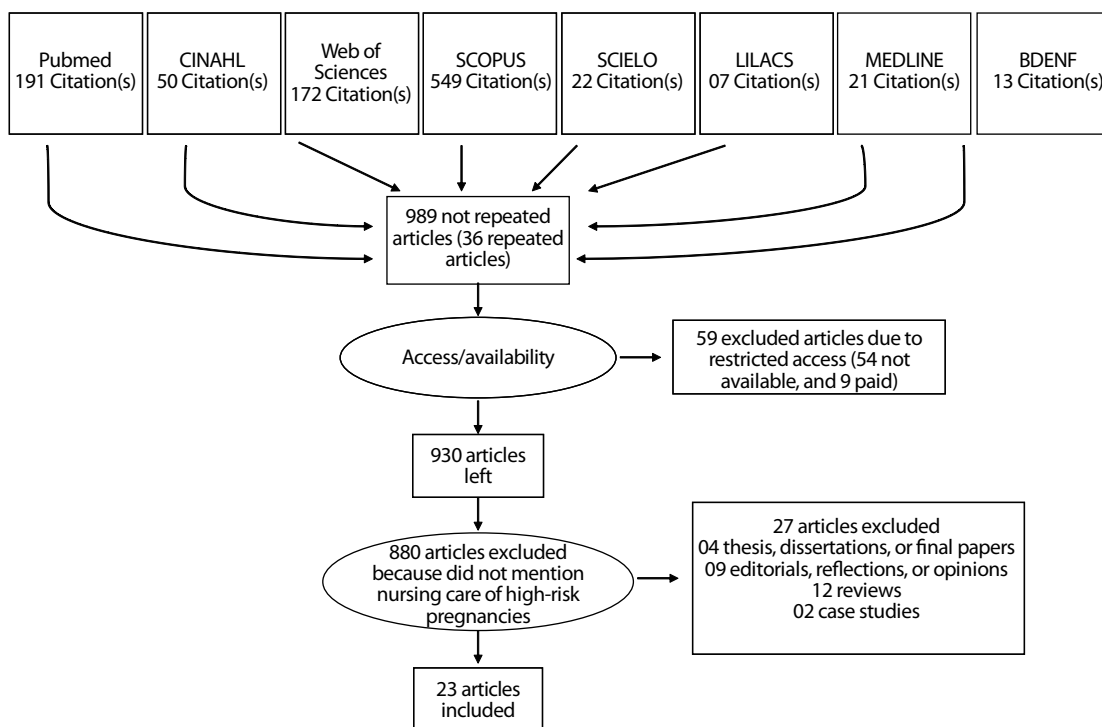 Pubmed
191 Citation(s)
CINAHL
50 Citation(s)
Web of
Sciences
172 Citation(s)
SCOPUS
549 Citation(s)
SCIELO
22 Citation(s)
LILACS
07 Citation(s)
MEDLINE
21 Citation(s)
BDENF
13 Citation(s)
989 not repeated
articles (36 repeated
articles)
Access/availability
59 excluded articles due to
restricted access (54 not
available, and 9 paid)
930 articles
left
880 articles excluded
because did not mention
nursing care of high-risk
pregnancies
27 articles excluded
04 thesis, dissertations, or final papers
09 editorials, reflections, or opinions
12 reviews
02 case studies
23 articles
included